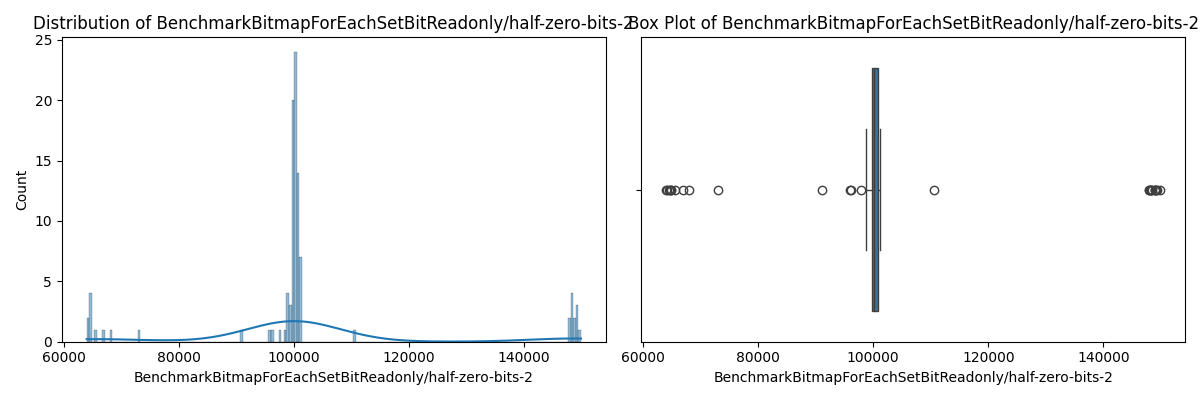 Distribution of BenchmarkBitmapForEachSetBitReadonly/half-zero-bits-2
Box Plot of BenchmarkBitmapForEachSetBitReadonly/half-zero-bits-2
25
20
15
10
5
0
Count
60000 80000 100000 120000 140000
BenchmarkBitmapForEachSetBitReadonly/half-zero-bits-2
60000 80000 100000 120000 140000
BenchmarkBitmapForEachSetBitReadonly/half-zero-bits-2